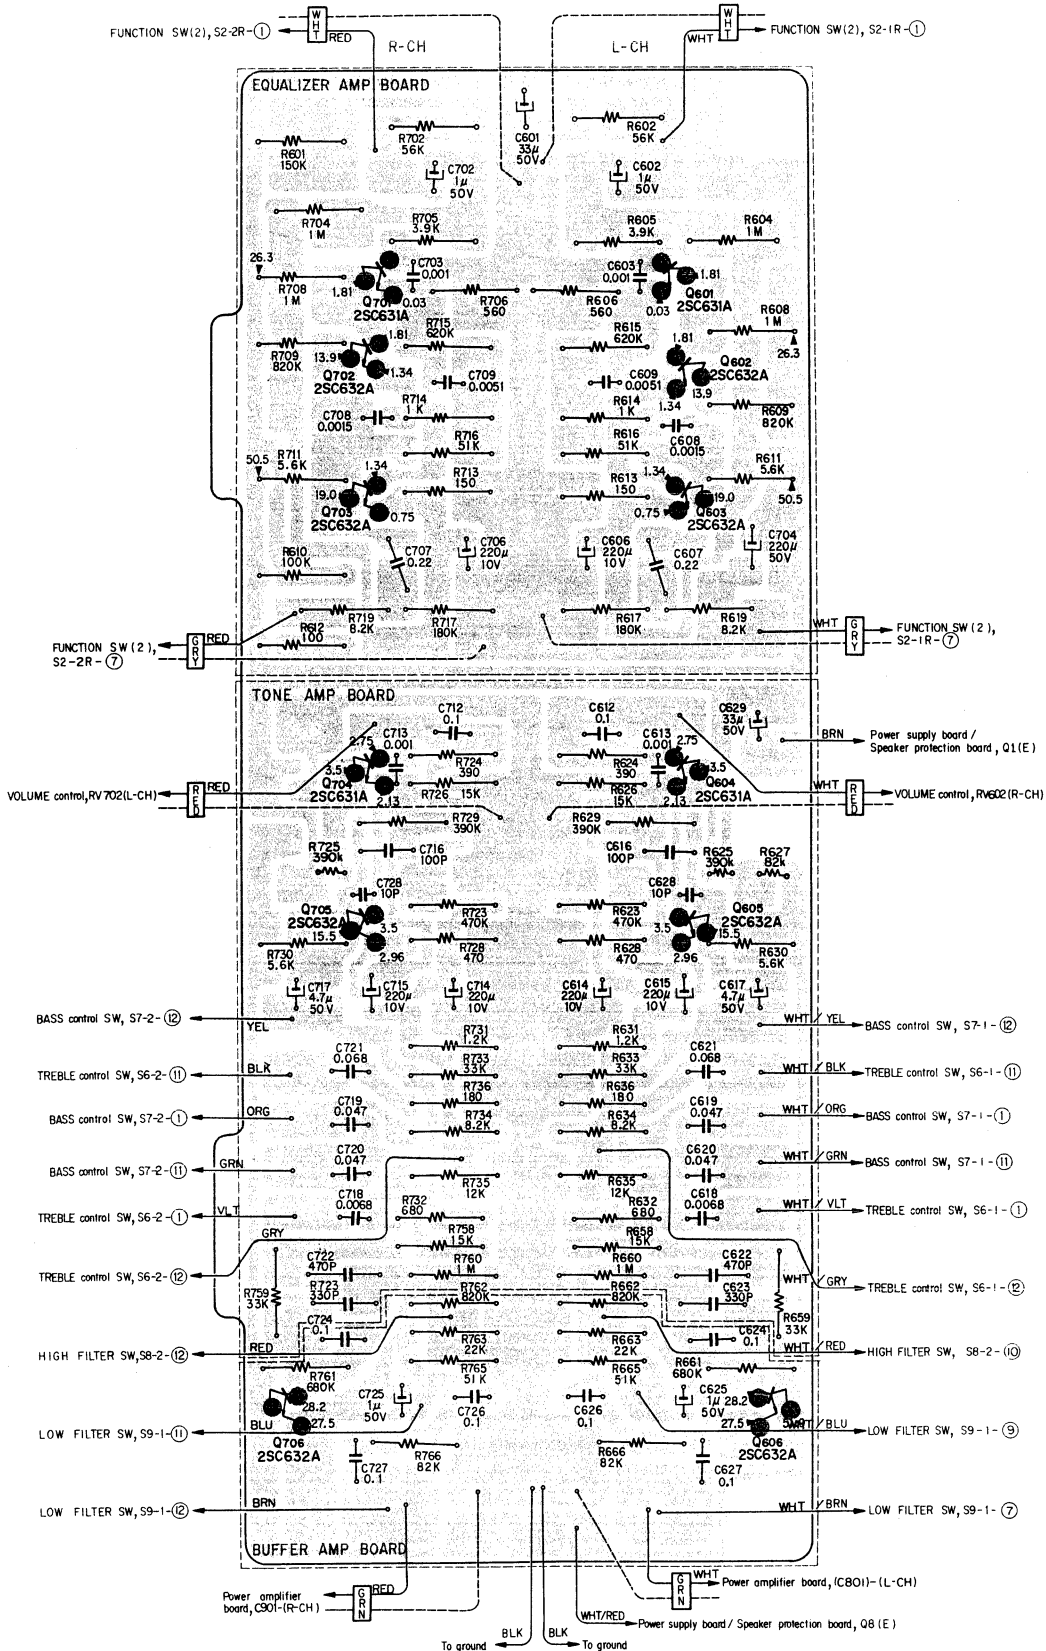 FUNCTION SW(2), S2-2R-①
WHT
RED
R-CH
L-CH
WHT
WHT
FUNCTION SW(2), S2-1R-①
EQUALIZER AMP BOARD
R601
150K
R702
56K
C601
33µ
50V
R602
56K
C702
1µ
50V
C602
1µ
50V
R704
1M
R705
3.9K
R605
3.9K
R604
1M
26.3
R708
1M
1.81
C703
0.001
Q701
2SC631A
0.03
R706
560
R606
560
C603
0.001
0.03
1.81
Q601
2SC631A
R608
1M
26.3
R709
820K
13.9
1.81
Q702
2SC632A
1.34
R715
620K
R615
620K
1.81
Q602
2SC632A
13.9
1.34
C709
0.0051
C609
0.0051
C708
0.0015
R714
1K
R614
1K
C608
0.0015
R609
820K
R716
51K
R616
51K
50.5
R711
5.6K
1.34
19.0
Q703
2SC632A
0.75
R713
150
R613
150
1.34
0.75
19.0
Q603
2SC632A
R611
5.6K
50.5
R610
100K
C707
0.22
C706
220µ
10V
C606
220µ
10V
C607
0.22
C704
220µ
50V
R719
8.2K
R717
180K
R617
180K
R619
8.2K
R612
100
FUNCTION SW(2),
S2-2R-⑦
GRY
RED
WHT
GRY
FUNCTION SW(2),
S2-1R-⑦
TONE AMP BOARD
C712
0.1
C612
0.1
C629
33µ
50V
BRN
Power supply board /
Speaker protection board, Q1(E)
2.75
C713
0.001
3.5
Q704
2SC631A
2.13
R724
390
R726
15K
R624
390
R626
15K
C613
0.001
2.75
3.5
Q604
2SC631A
2.13
VOLUME control, RV702(L-CH)
RED
RED
WHT
RED
VOLUME control, RV602(R-CH)
R729
390K
R629
390K
R725
390k
C716
100P
C616
100P
R625
390k
R627
82k
C728
10P
C628
10P
Q705
2SC632A
15.5
3.5
2.96
R723
470K
R623
470K
Q605
2SC632A
3.5
15.5
2.96
R730
5.6K
R728
470
R628
470
R630
5.6K
C717
4.7µ
50V
C715
220µ
10V
C714
220µ
10V
C614
220µ
10V
C615
220µ
10V
C617
4.7µ
50V
BASS control SW, S7-2-⑫
YEL
WHT/YEL
BASS control SW, S7-1-⑫
R731
1.2K
R631
1.2K
C721
0.068
R733
33K
R633
33K
C621
0.068
TREBLE control SW, S6-2-⑪
BLK
WHT/BLK
TREBLE control SW, S6-1-⑪
R736
180
R636
180
C719
0.047
R734
8.2K
R634
8.2K
C619
0.047
BASS control SW, S7-2-①
ORG
WHT/ORG
BASS control SW, S7-1-①
C720
0.047
R735
12K
R635
12K
C620
0.047
BASS control SW, S7-2-⑪
GRN
WHT/GRN
BASS control SW, S7-1-⑪
C718
0.0068
R732
680
R632
680
C618
0.0068
TREBLE control SW, S6-2-①
VLT
WHT/VLT
TREBLE control SW, S6-1-①
GRY
R758
15K
R658
15K
C722
470P
R760
1M
R660
1M
C622
470P
TREBLE control SW, S6-2-⑫
WHT/GRY
TREBLE control SW, S6-1-⑫
R759
33K
R723
330P
R762
820K
R662
820K
C623
330P
R659
33K
C724
0.1
R763
22K
R663
22K
C624
0.1
HIGH FILTER SW, S8-2-⑫
RED
WHT/RED
HIGH FILTER SW, S8-2-⑩
R761
680K
R765
51K
R665
51K
R661
680K
28.2
27.5
Q706
2SC632A
C725
1µ
50V
C726
0.1
C626
0.1
C625
1µ
50V
28.2
27.5
Q606
2SC632A
LOW FILTER SW, S9-1-⑪
BLU
WHT/BLU
LOW FILTER SW, S9-1-⑨
C727
0.1
R766
82K
R666
82K
C627
0.1
LOW FILTER SW, S9-1-⑫
BRN
WHT/BRN
LOW FILTER SW, S9-1-⑦
BUFFER AMP BOARD
Power amplifier
board, C901-(R-CH)
GRN
RED
WHT
GRN
Power amplifier board, (C801)-(L-CH)
WHT/RED
Power supply board / Speaker protection board, Q8(E)
To ground
BLK
BLK
To ground